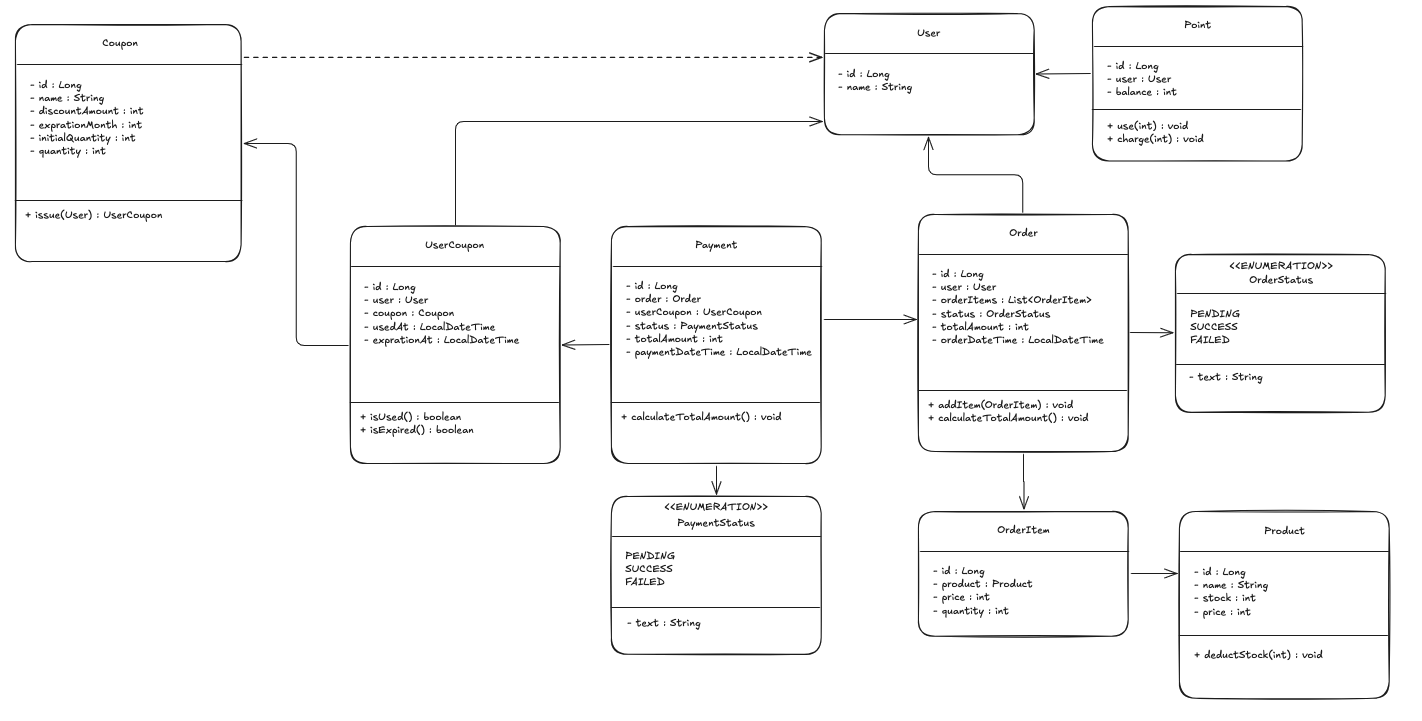 Coupon
- id : Long
- name : String
- discountAmount : int
- exprationMonth : int
- initialQuantity : int
- quantity : int
+ issue(User) : UserCoupon
User
- id : Long
- name : String
Point
- id : Long
- user : User
- balance : int
+ use(int) : void
+ charge(int) : void
UserCoupon
- id : Long
- user : User
- coupon : Coupon
- usedAt : LocalDateTime
- exprationAt : LocalDateTime
+ isUsed() : boolean
+ isExpired() : boolean
Payment
- id : Long
- order : Order
- userCoupon : UserCoupon
- status : PaymentStatus
- totalAmount : int
- paymentDateTime : LocalDateTime
+ calculateTotalAmount() : void
Order
- id : Long
- user : User
- orderItems : List<OrderItem>
- status : OrderStatus
- totalAmount : int
- orderDateTime : LocalDateTime
+ addItem(OrderItem) : void
+ calculateTotalAmount() : void
<<ENUMERATION>>
OrderStatus
PENDING
SUCCESS
FAILED
- text : String
<<ENUMERATION>>
PaymentStatus
PENDING
SUCCESS
FAILED
- text : String
OrderItem
- id : Long
- product : Product
- price : int
- quantity : int
Product
- id : Long
- name : String
- stock : int
- price : int
+ deductStock(int) : void